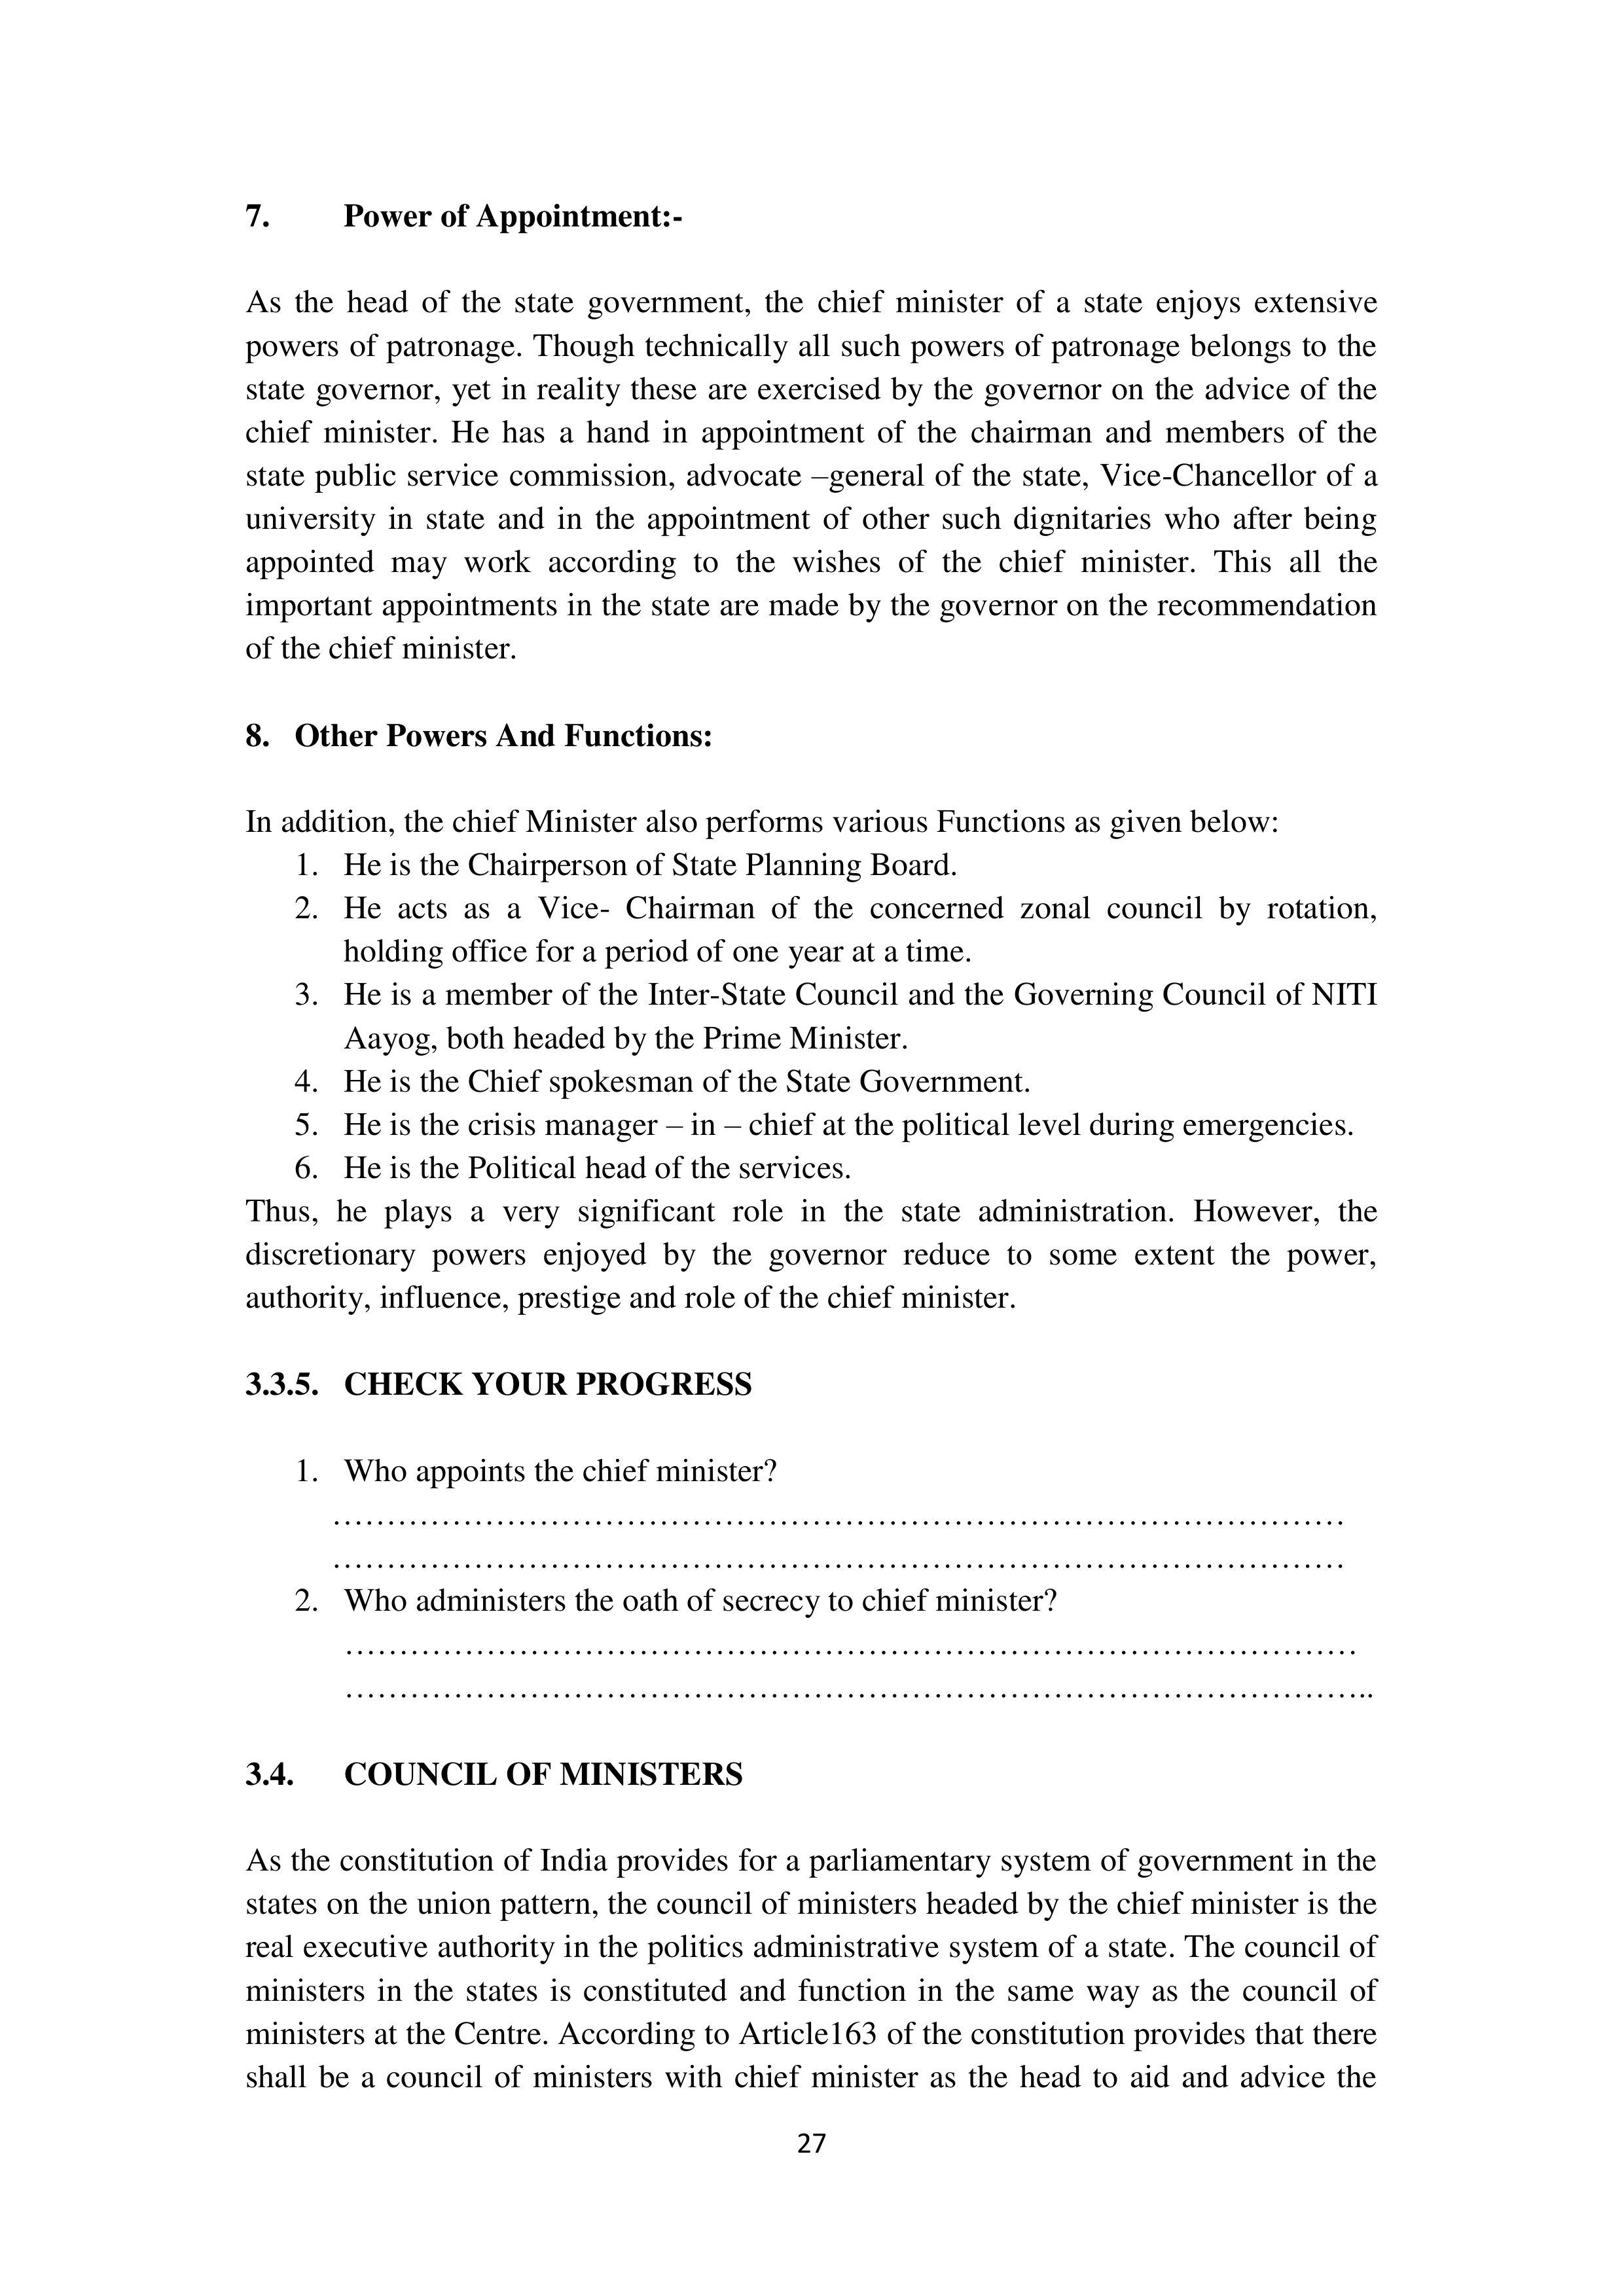 7. Power of Appointment:-
As the head of the state government, the chief minister of a state enjoys extensive
powers of patronage. Though technically all such powers of patronage belongs to the
state governor, yet in reality these are exercised by the governor on the advice of the
chief minister. He has a hand in appointment of the chairman and members of the
state public service commission, advocate –general of the state, Vice-Chancellor of a
university in state and in the appointment of other such dignitaries who after being
appointed may work according to the wishes of the chief minister. This all the
important appointments in the state are made by the governor on the recommendation
of the chief minister.
8. Other Powers And Functions:
In addition, the chief Minister also performs various Functions as given below:
1. He is the Chairperson of State Planning Board.
2. He acts as a Vice- Chairman of the concerned zonal council by rotation,
holding office for a period of one year at a time.
3. He is a member of the Inter-State Council and the Governing Council of NITI
Aayog, both headed by the Prime Minister.
4. He is the Chief spokesman of the State Government.
5. He is the crisis manager – in – chief at the political level during emergencies.
6. He is the Political head of the services.
Thus, he plays a very significant role in the state administration. However, the
discretionary powers enjoyed by the governor reduce to some extent the power,
authority, influence, prestige and role of the chief minister.
3.3.5. CHECK YOUR PROGRESS
1. Who appoints the chief minister?
…………………………………………………………………………………
…………………………………………………………………………………
2. Who administers the oath of secrecy to chief minister?
…………………………………………………………………………………
…………………………………………………………………………………..
3.4. COUNCIL OF MINISTERS
As the constitution of India provides for a parliamentary system of government in the
states on the union pattern, the council of ministers headed by the chief minister is the
real executive authority in the politics administrative system of a state. The council of
ministers in the states is constituted and function in the same way as the council of
ministers at the Centre. According to Article163 of the constitution provides that there
shall be a council of ministers with chief minister as the head to aid and advice the
27